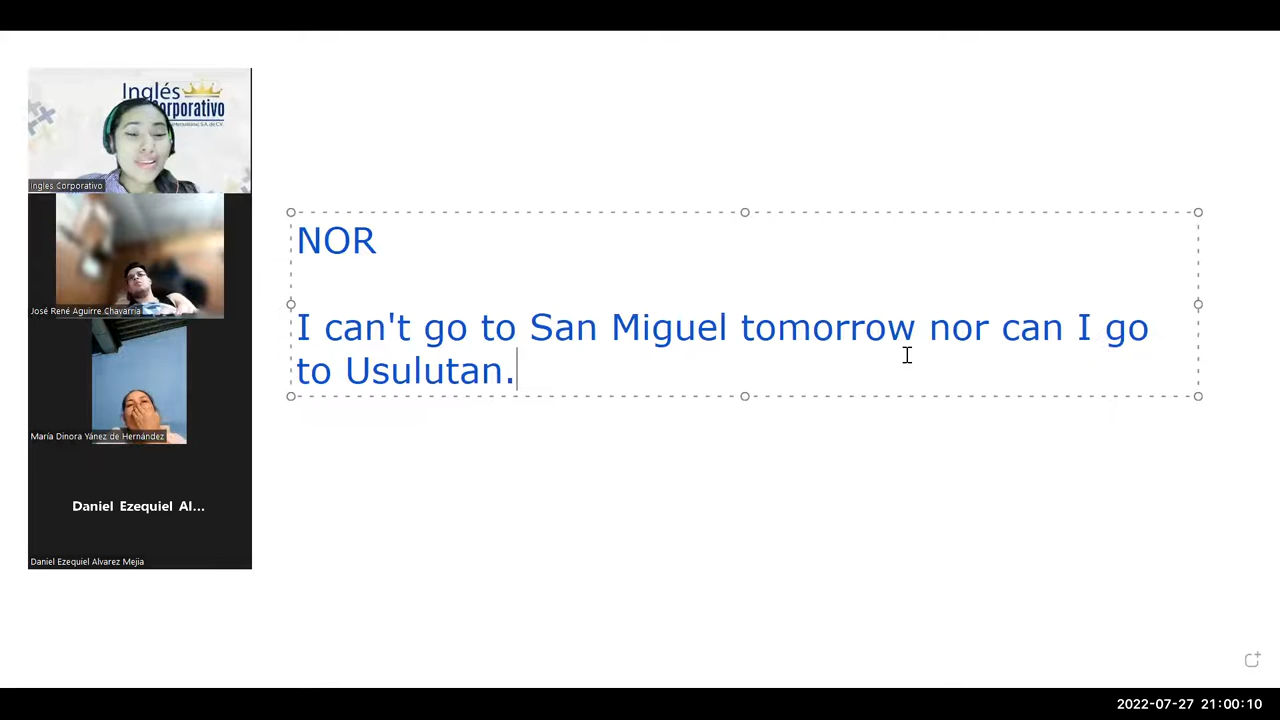 Inglés
Corporativo
Ingles Corporativo
José René Aguirre Chavarría
María Dinora Yánez de Hernández
Daniel Ezequiel Al...
Daniel Ezequiel Alvarez Mejia
NOR
I can't go to San Miguel tomorrow nor can I go
to Usulutan.
2022-07-27 21:00:10